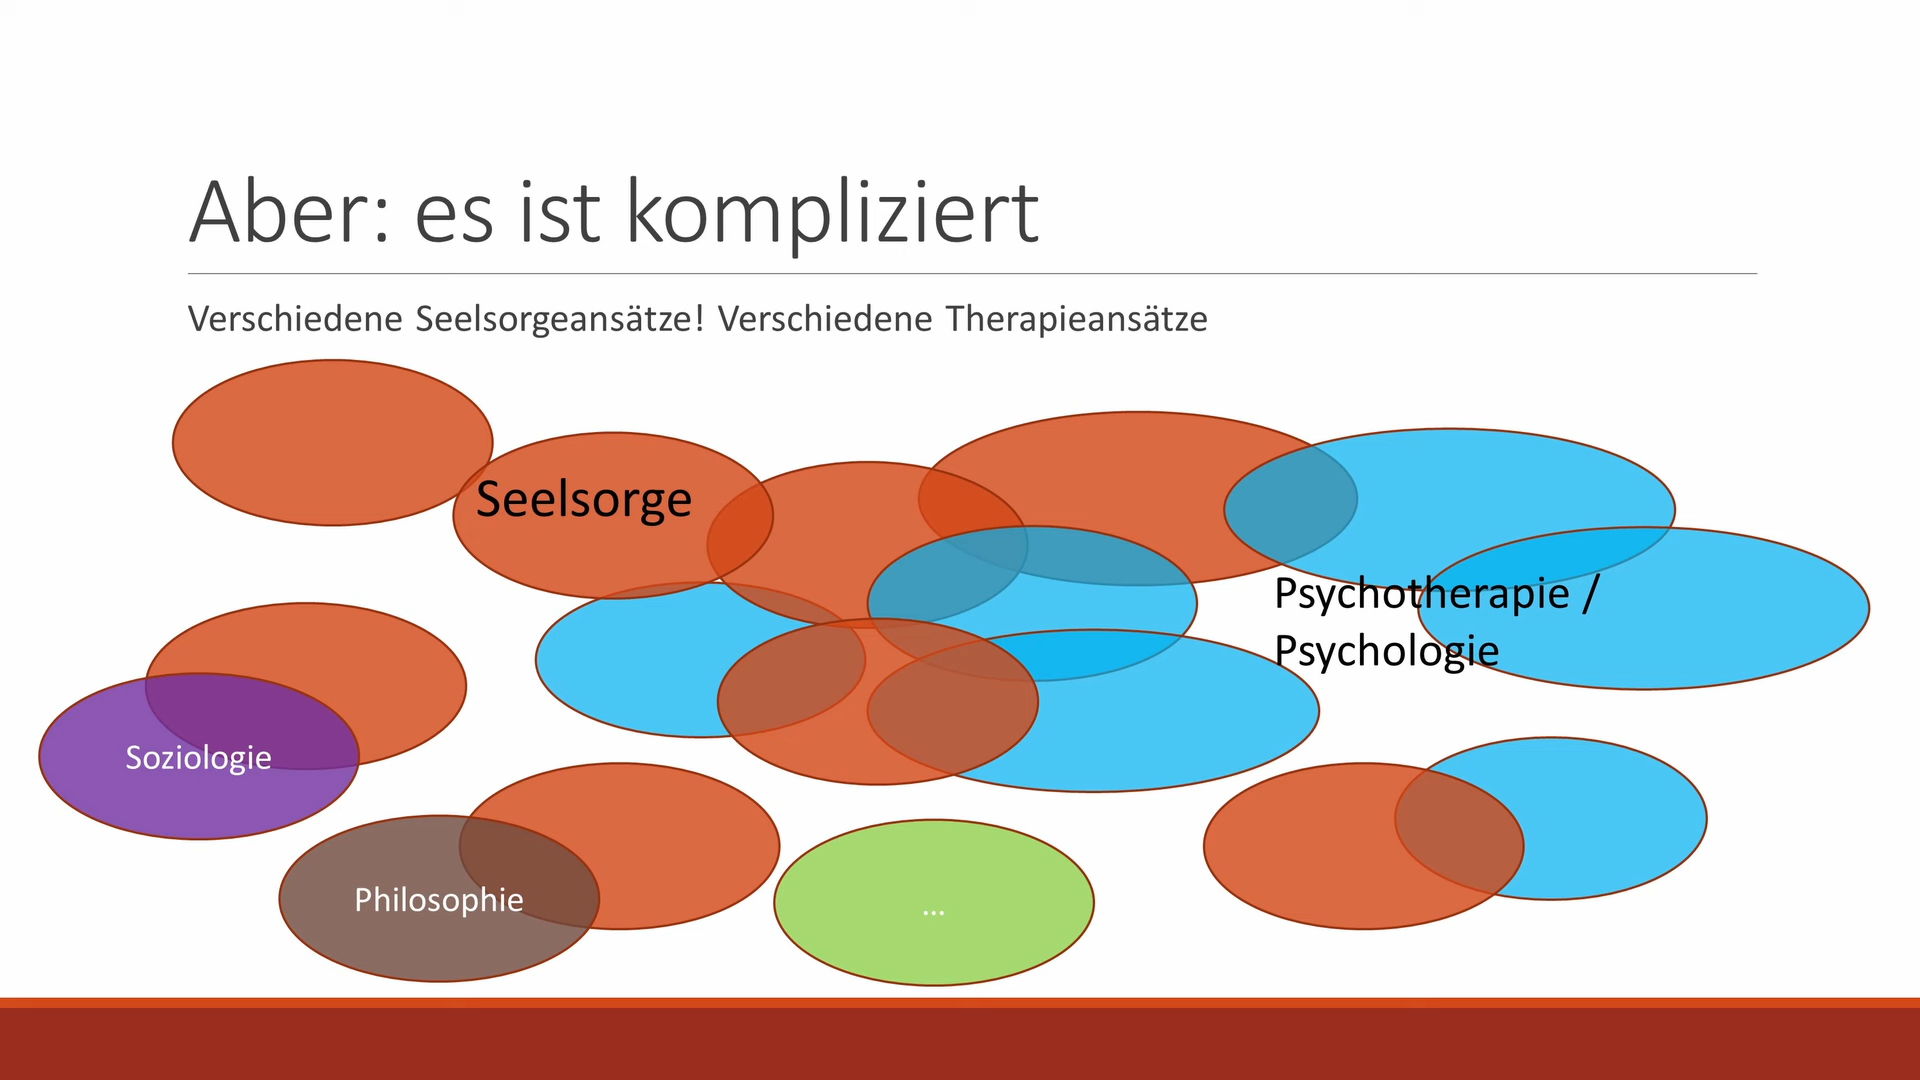 Aber: es ist kompliziert
Verschiedene Seelsorgeansätze! Verschiedene Therapieansätze
Seelsorge
Psychotherapie /
Psychologie
Soziologie
Philosophie
...